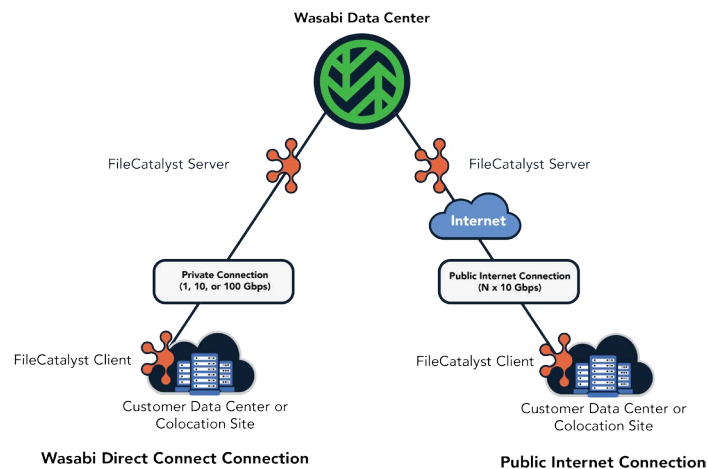 Wasabi Data Center
FileCatalyst Server
FileCatalyst Server
Internet
Private Connection
(1, 10, or 100 Gbps)
Public Internet Connection
(N x 10 Gbps)
FileCatalyst Client
FileCatalyst Client
Customer Data Center or
Colocation Site
Customer Data Center or
Colocation Site
Wasabi Direct Connect Connection
Public Internet Connection